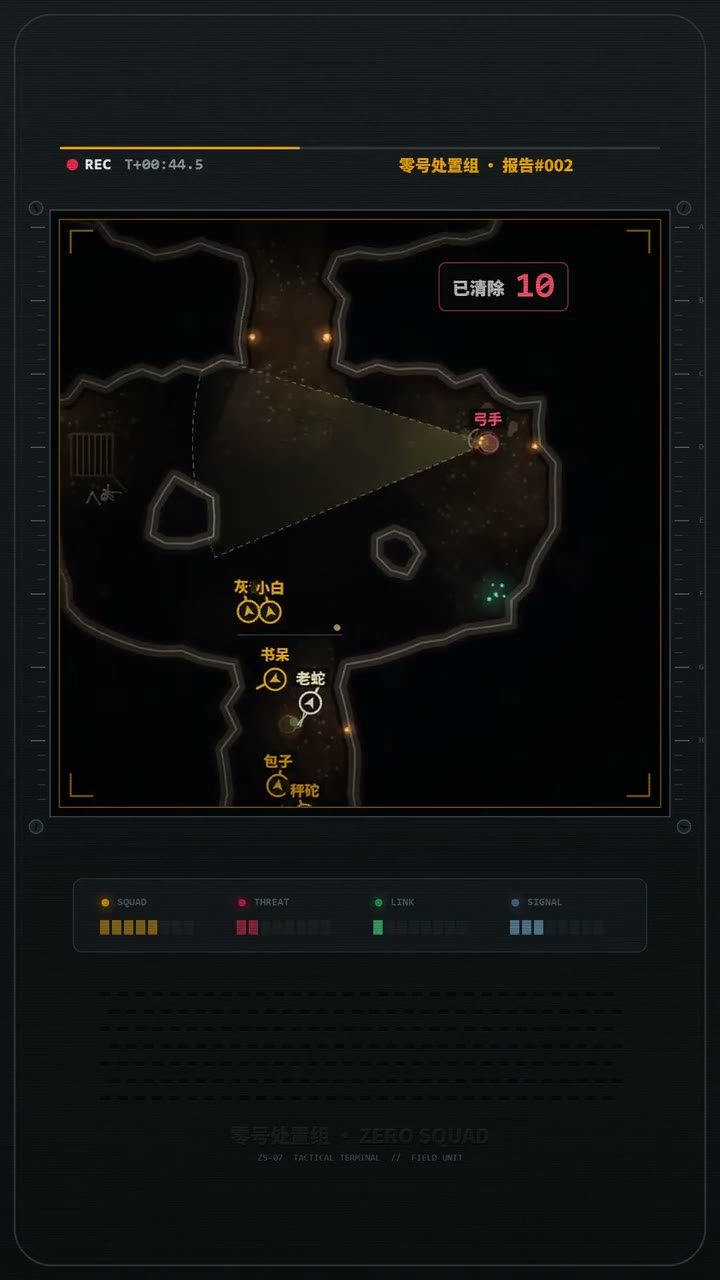 REC T+00:44.5
零号处置组 · 报告#002
已清除 10
弓手
灰 小白
书呆
老蛇
包子
秤砣
SQUAD THREAT LINK SIGNAL
零号处置组 · ZERO SQUAD
ZS-07 TACTICAL TERMINAL // FIELD UNIT
A
B
C
D
E
F
G
H